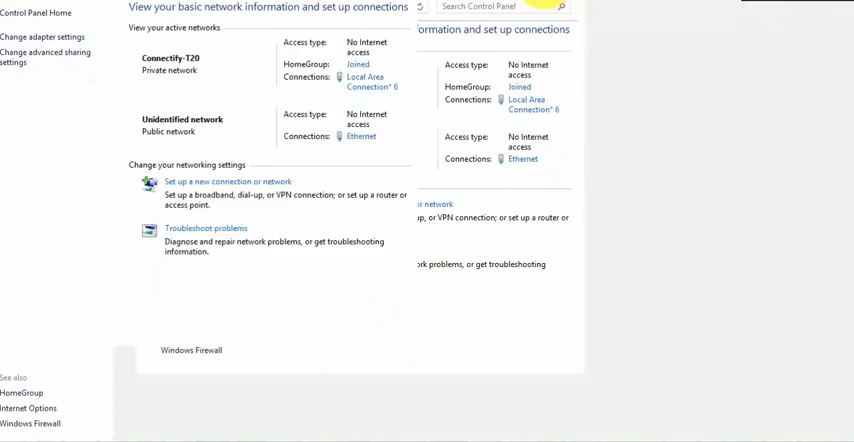 Control Panel Home
Change adapter settings
Change advanced sharing
settings
See also
HomeGroup
Internet Options
Windows Firewall
View your basic network information and set up connections
View your active networks
Connectify-T20
Private network
Access type: No Internet
access
HomeGroup: Joined
Connections: Local Area
Connection* 6
Unidentified network
Public network
Access type: No Internet
access
Connections: Ethernet
Change your networking settings
Set up a new connection or network
Set up a broadband, dial-up, or VPN connection; or set up a router or
access point.
Troubleshoot problems
Diagnose and repair network problems, or get troubleshooting
information.
Windows Firewall
Search Control Panel
formation and set up connections
Access type: No Internet
access
HomeGroup: Joined
Connections: Local Area
Connection* 6
Access type: No Internet
access
Connections: Ethernet
or network
up, or VPN connection; or set up a router or
ork problems, or get troubleshooting